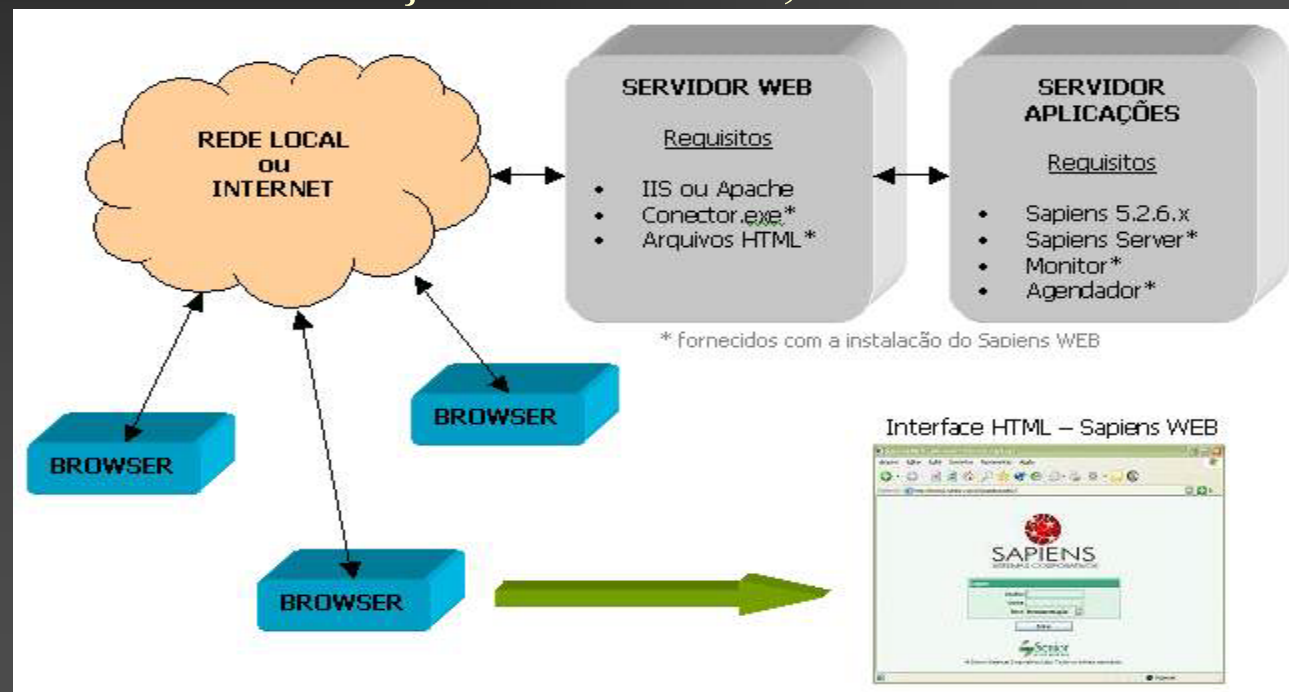 REDE LOCAL
ou
INTERNET
SERVIDOR WEB
Requisitos
• IIS ou Apache
• Conector.exe*
• Arquivos HTML*
SERVIDOR
APLICAÇÕES
Requisitos
• Sapiens 5.2.6.x
• Sapiens Server*
• Monitor*
• Agendador*
* fornecidos com a instalação do Sapiens WEB
BROWSER
BROWSER
BROWSER
Interface HTML – Sapiens WEB
SAPIENS
SISTEMAS CORPORATIVOS
Senior